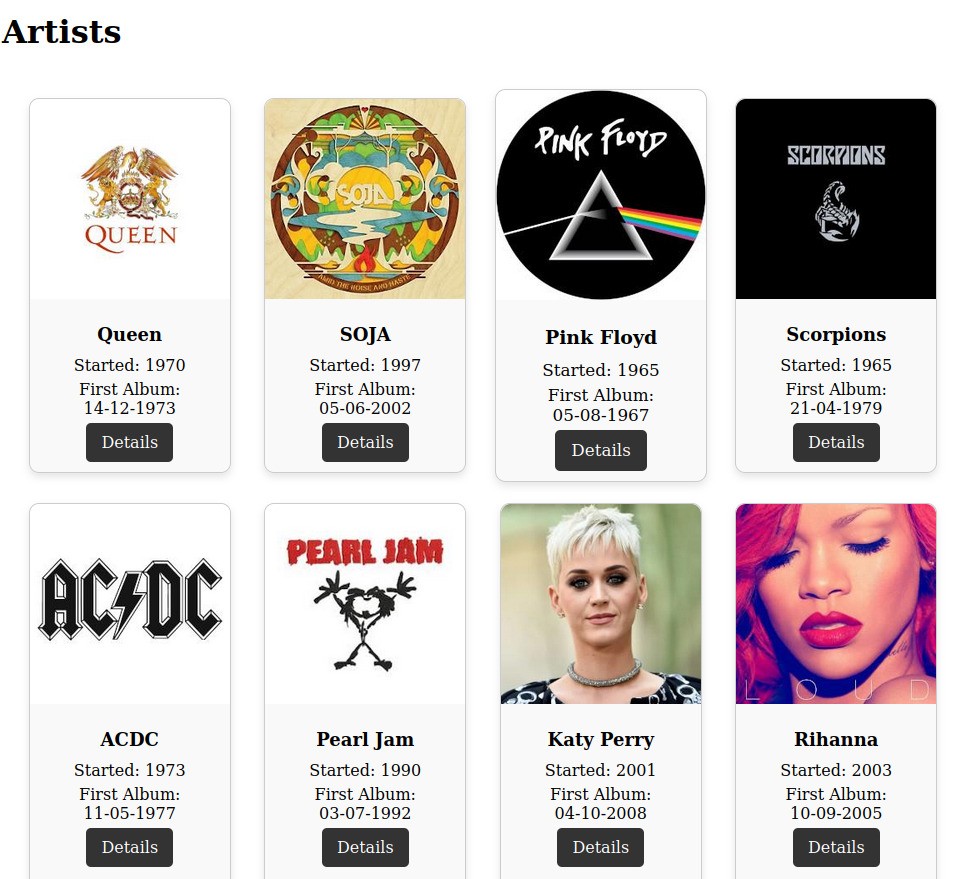 Artists
QUEEN
SOJA
AMID THE NOISE AND HASTE
PINK FLOYD
SCORPIONS
Queen
SOJA
Pink Floyd
Scorpions
Started: 1970
Started: 1997
Started: 1965
Started: 1965
First Album:
14-12-1973
First Album:
05-06-2002
First Album:
05-08-1967
First Album:
21-04-1979
Details
Details
Details
Details
AC/DC
PEARL JAM
LOUD
ACDC
Pearl Jam
Katy Perry
Rihanna
Started: 1973
Started: 1990
Started: 2001
Started: 2003
First Album:
11-05-1977
First Album:
03-07-1992
First Album:
04-10-2008
First Album:
10-09-2005
Details
Details
Details
Details